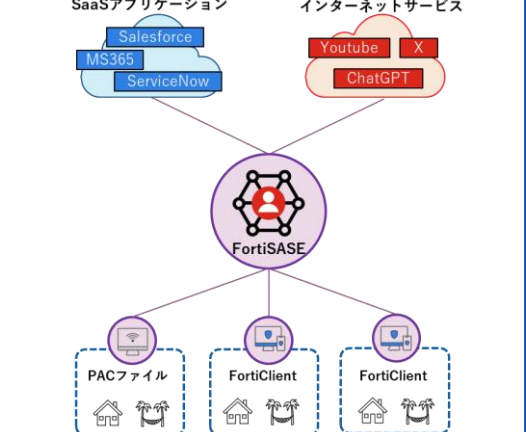 SaaSアプリケーション
インターネットサービス
Salesforce
MS365
ServiceNow
Youtube
X
ChatGPT
FortiSASE
PACファイル
FortiClient
FortiClient